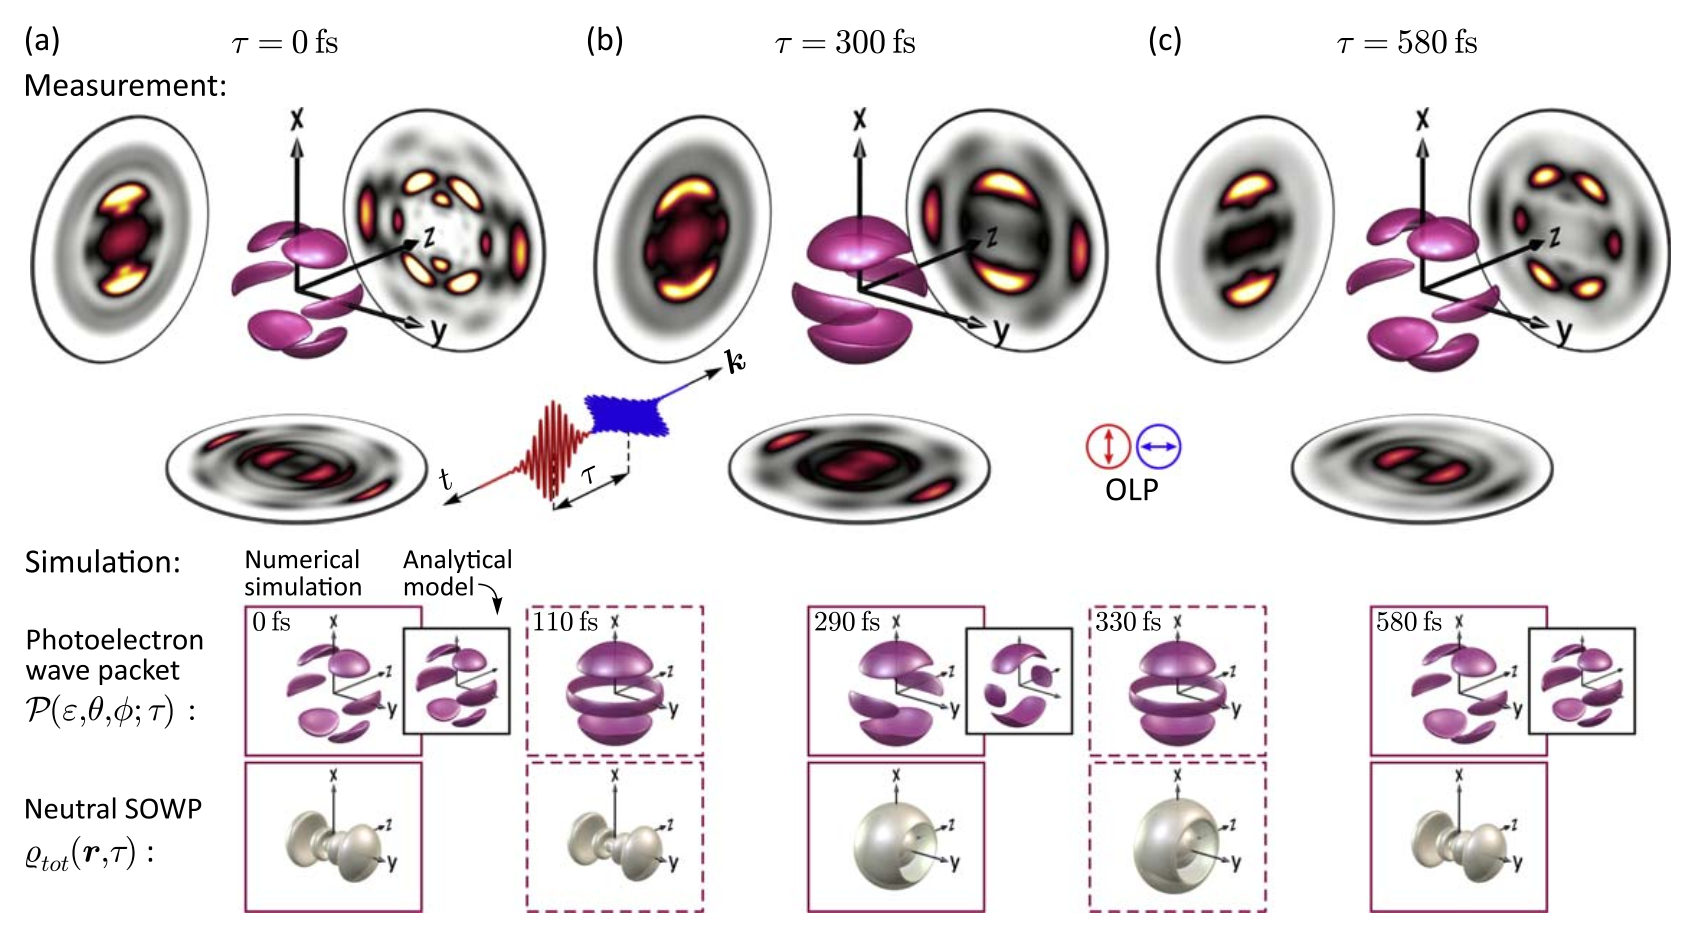 (a) τ = 0 fs (b) τ = 300 fs (c) τ = 580 fs
Measurement:
x z y
x z y
x z y
k
t τ
OLP
Simulation:
Numerical simulation
Analytical model
Photoelectron
wave packet
𝒫(ε,θ,ϕ; τ) :
0 fs x z y
110 fs x z y
290 fs x z y
330 fs x z y
580 fs x z y
Neutral SOWP
ϱtot(r,τ) :
x z y
x z y
x z y
x z y
x z y